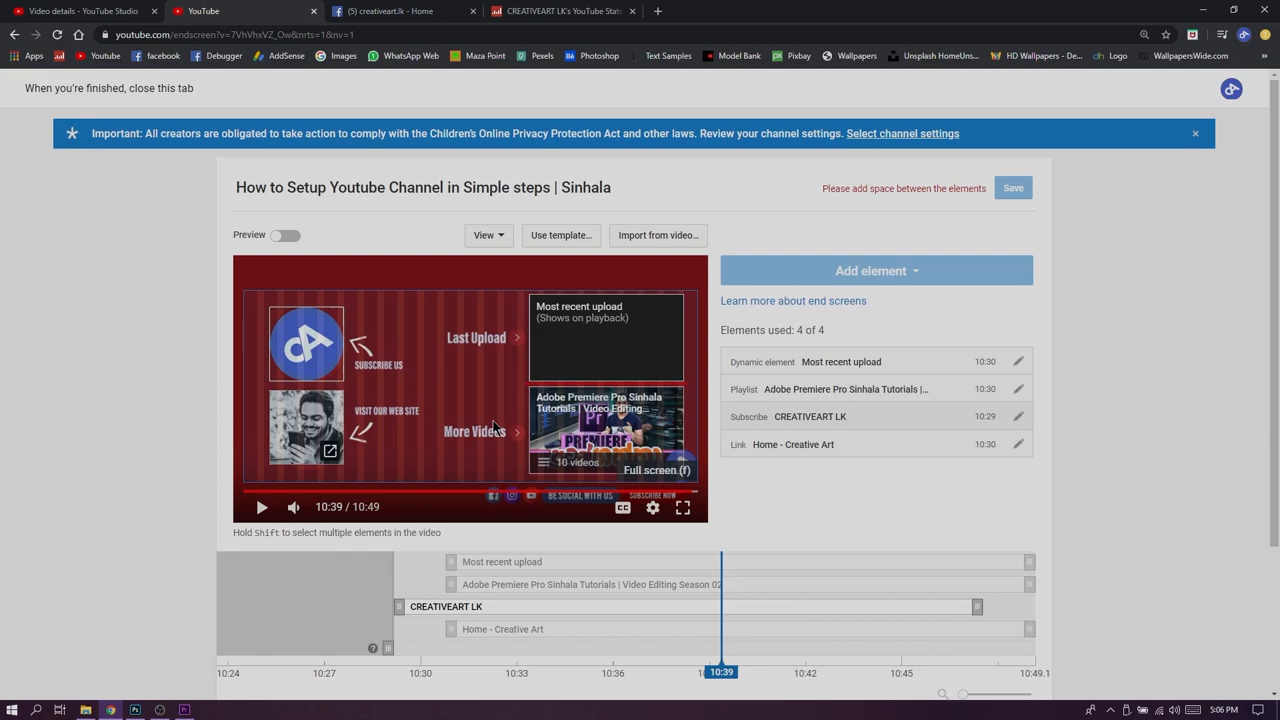 Video details - YouTube Studio
YouTube
(5) creativeart.lk - Home
CREATIVEART LK's YouTube Stat
youtube.com/endscreen?v=7VhVhxVZ_Ow&nrts=1&nv=1
Apps
Youtube
facebook
Debugger
AddSense
Images
WhatsApp Web
Maza Point
Pexels
Photoshop
Text Samples
Model Bank
Pixbay
Wallpapers
Unsplash HomeUns...
HD Wallpapers - De...
Logo
WallpapersWide.com
When you're finished, close this tab
Important: All creators are obligated to take action to comply with the Children's Online Privacy Protection Act and other laws. Review your channel settings. Select channel settings
How to Setup Youtube Channel in Simple steps | Sinhala
Please add space between the elements
Save
Preview
View
Use template...
Import from video...
Add element
Learn more about end screens
Elements used: 4 of 4
Dynamic element Most recent upload 10:30
Playlist Adobe Premiere Pro Sinhala Tutorials |... 10:30
Subscribe CREATIVEART LK 10:29
Link Home - Creative Art 10:30
Most recent upload
(Shows on playback)
Last Upload
SUBSCRIBE US
VISIT OUR WEB SITE
More Videos
Adobe Premiere Pro Sinhala
Tutorials | Video Editing...
Pr
PREMIERE
10 videos
Full screen (f)
BE SOCIAL WITH US
SUBSCRIBE NOW
10:39 / 10:49
CC
Hold Shift to select multiple elements in the video
Most recent upload
Adobe Premiere Pro Sinhala Tutorials | Video Editing Season 02
CREATIVEART LK
Home - Creative Art
?
10:24
10:27
10:30
10:33
10:36
10:39
10:42
10:45
10:49.1
5:06 PM